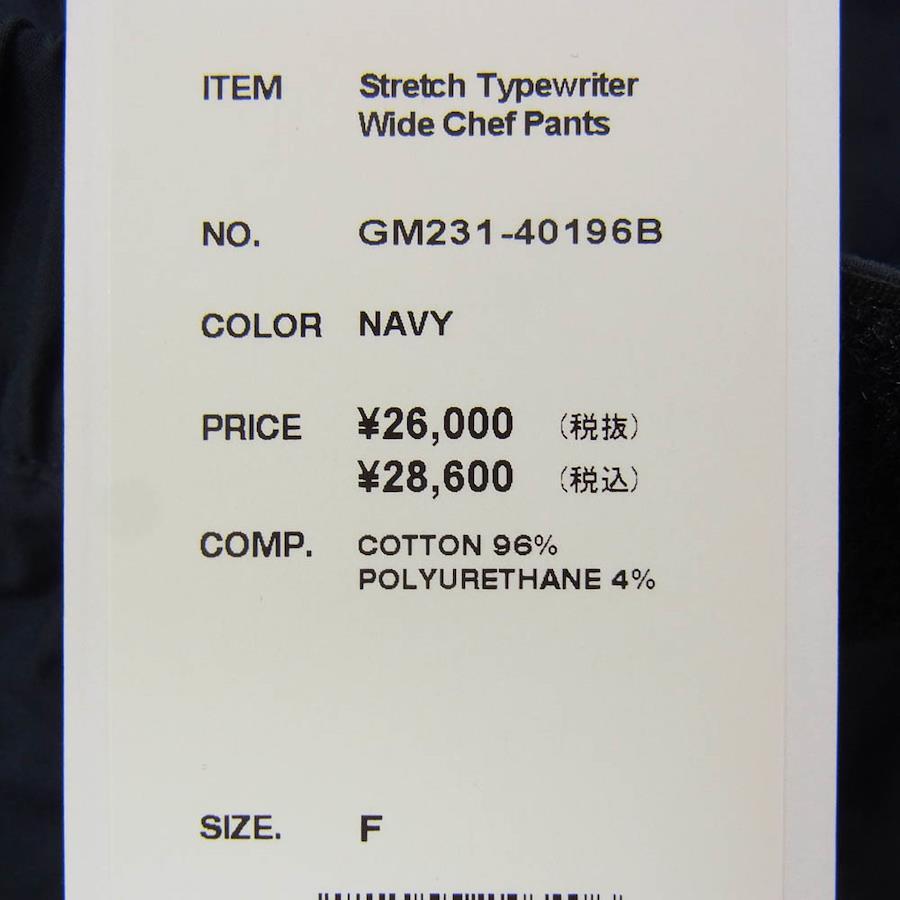 ITEM Stretch Typewriter
Wide Chef Pants
NO. GM231-40196B
COLOR NAVY
PRICE ¥26,000 (税抜)
¥28,600 (税込)
COMP. COTTON 96%
POLYURETHANE 4%
SIZE. F